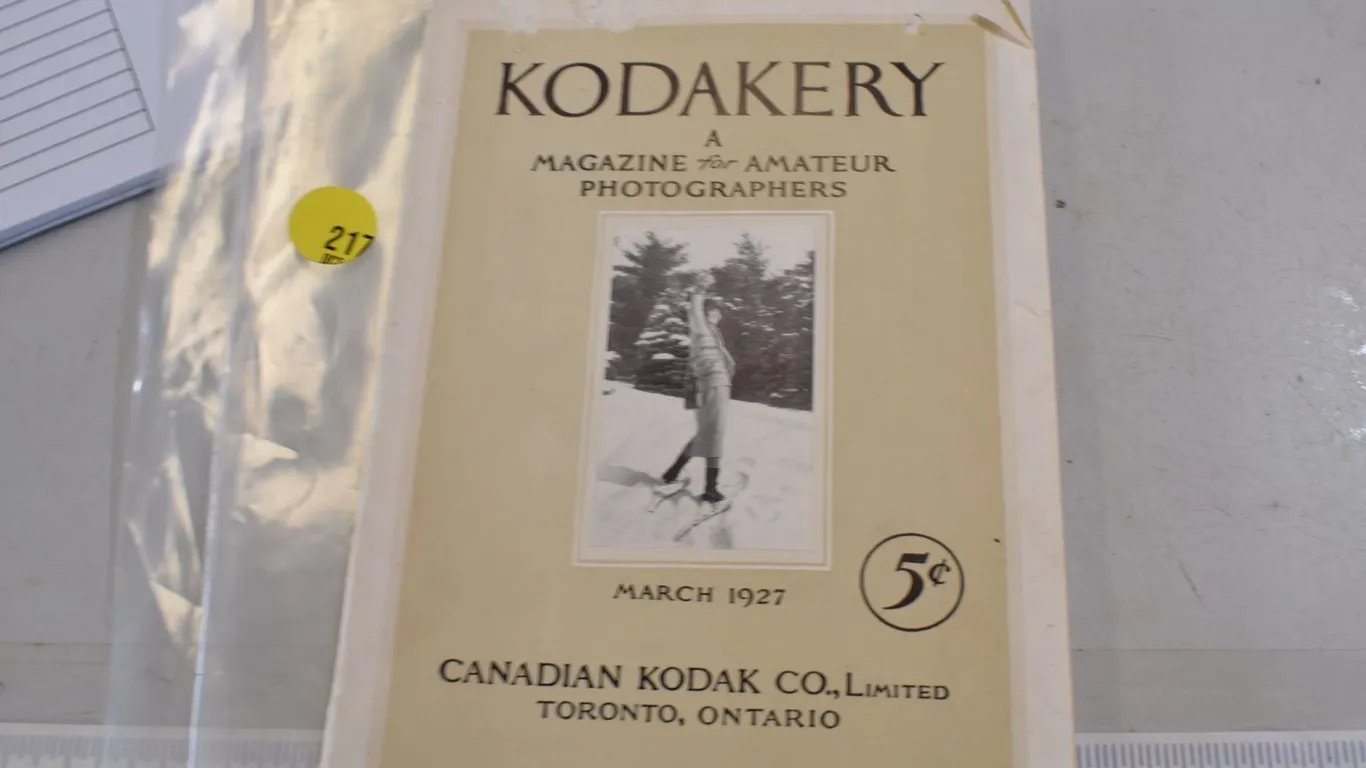 KODAKERY
A
MAGAZINE for AMATEUR
PHOTOGRAPHERS
217
MARCH 1927
5¢
CANADIAN KODAK CO., LIMITED
TORONTO, ONTARIO